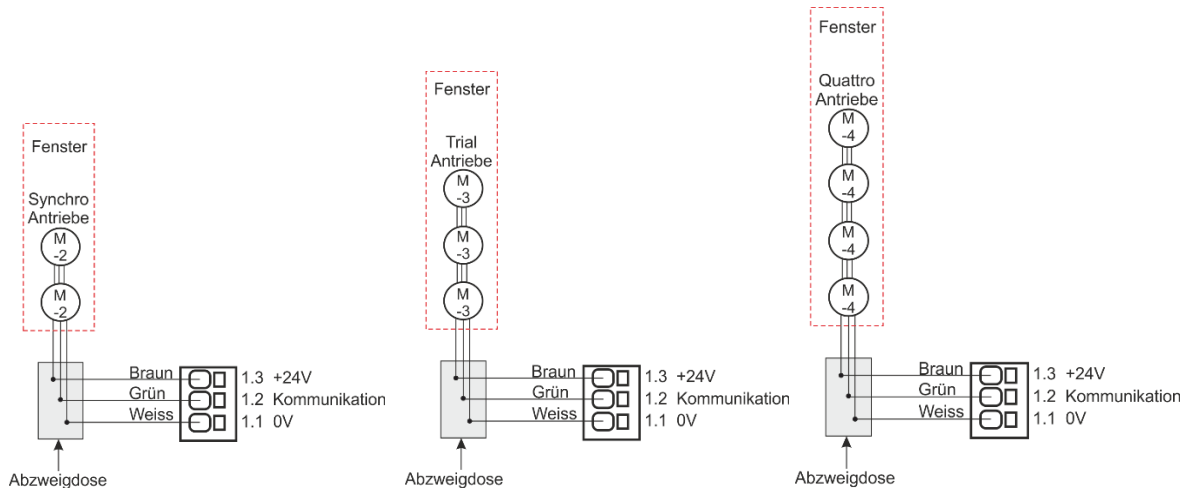 Fenster
Synchro
Antriebe
M
-2
M
-2
Braun
1.3 +24V
Grün
1.2 Kommunikation
Weiss
1.1 0V
Abzweigdose
Fenster
Trial
Antriebe
M
-3
M
-3
M
-3
Braun
1.3 +24V
Grün
1.2 Kommunikation
Weiss
1.1 0V
Abzweigdose
Fenster
Quattro
Antriebe
M
-4
M
-4
M
-4
M
-4
Braun
1.3 +24V
Grün
1.2 Kommunikation
Weiss
1.1 0V
Abzweigdose